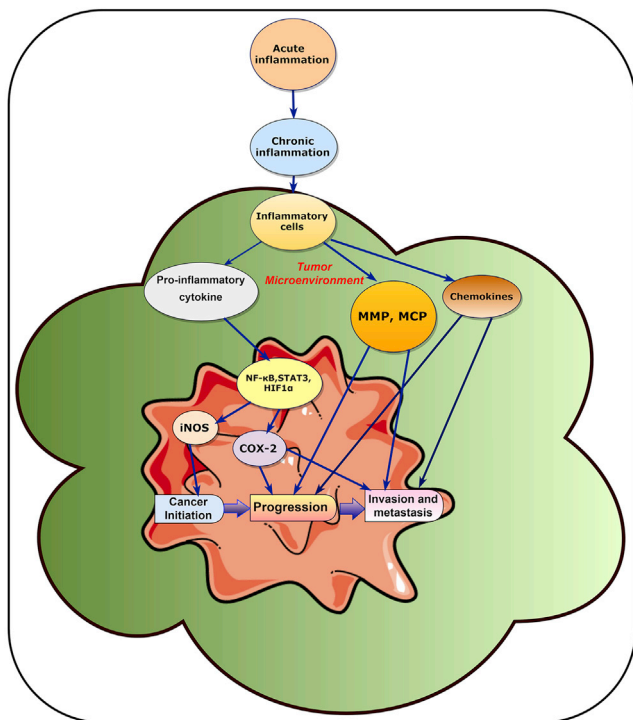 Acute
inflammation
Chronic
inflammation
Inflammatory
cells
Tumor
Microenvironment
Pro-inflammatory
cytokine
MMP, MCP
Chemokines
NF-κB,STAT3,
HIF1α
iNOS
COX-2
Cancer
Initiation
Progression
Invasion and
metastasis